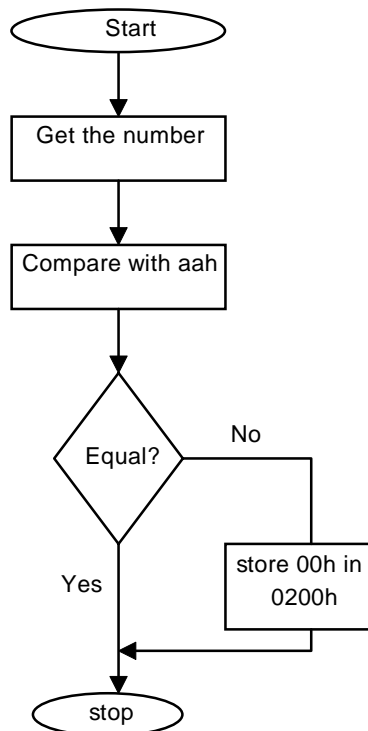 Start
Get the number
Compare with aah
Equal?
No
Yes
store 00h in
0200h
stop